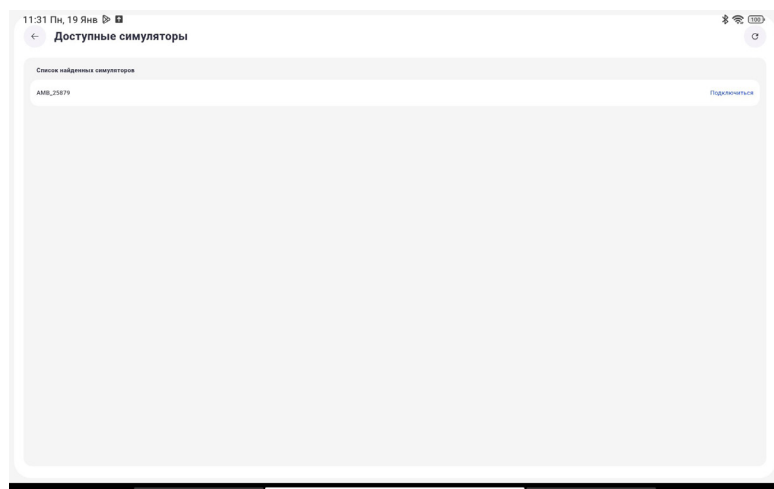 11:31 Пн, 19 Янв
100
Доступные симуляторы
Список найденных симуляторов
AMB_25879
Подключиться